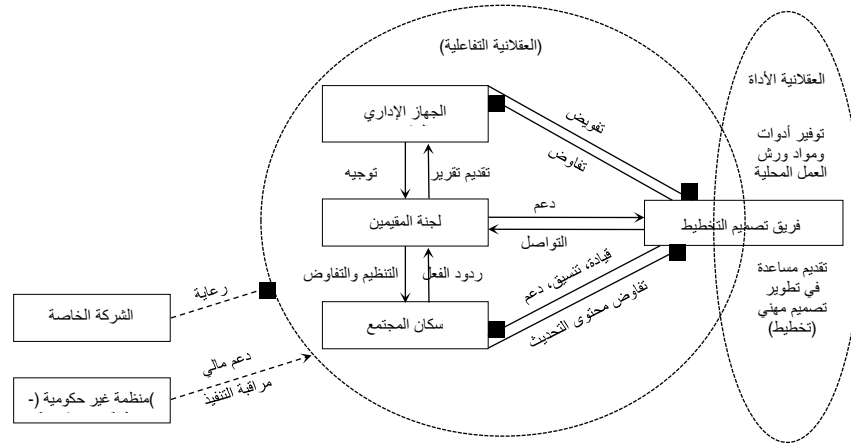 (العقلانية التفاعلية)
العقلانية الأداة
توفير أدوات
ومواد ورش
العمل المحلية
الجهاز الإداري
تفويض
تفاوض
توجيه
تقديم تقرير
لجنة المقيمين
دعم
التواصل
فريق تصميم التخطيط
التنظيم والتفاوض
ردود الفعل
قيادة، تنسيق، دعم
تفاوض محتوى التحديث
سكان المجتمع
تقديم مساعدة
في تطوير
تصميم مهني
(تخطيط)
رعاية
الشركة الخاصة
دعم مالي
مراقبة التنفيذ
)منظمة غير حكومية (-